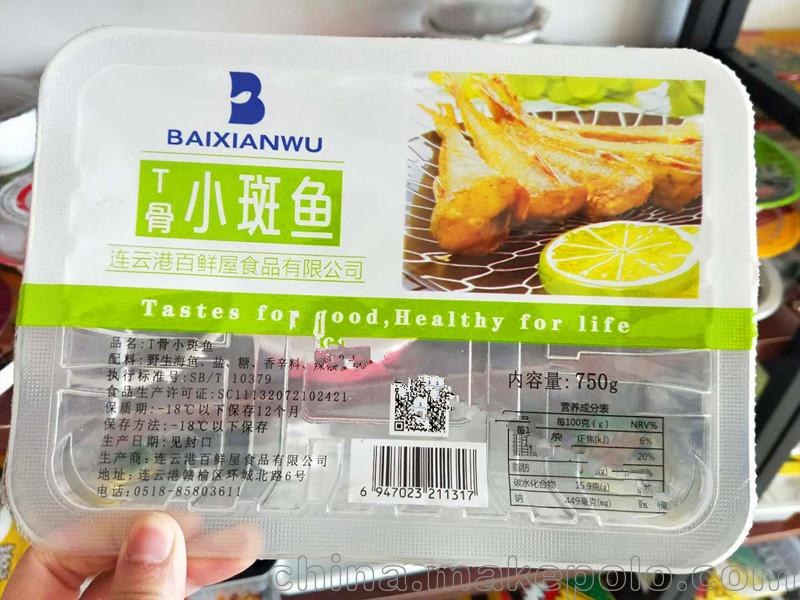 BAIXIANWU
T骨
小斑鱼
连云港百鲜屋食品有限公司
Tastes for good,Healthy for life
品名:T骨小斑鱼
配料:野生海鱼、盐、糖、香辛料、
执行标准号:SB/T 10379
食品生产许可证:SC11132072102421
保质期:-18℃以下保存12个月
保存方法:-18℃以下保存
生产日期:见封口
生产商:连云港百鲜屋食品有限公司
地址:连云港赣榆区环城北路6号
电话:0518-85803611
内容量:750g
营养成分表
每100克(g) NRV%
千焦(kJ) 6%
20%
脂肪
碳水化合物 15.9克(g)
钠 449毫克(mg)
6 947023 211317
china.makepolo.com